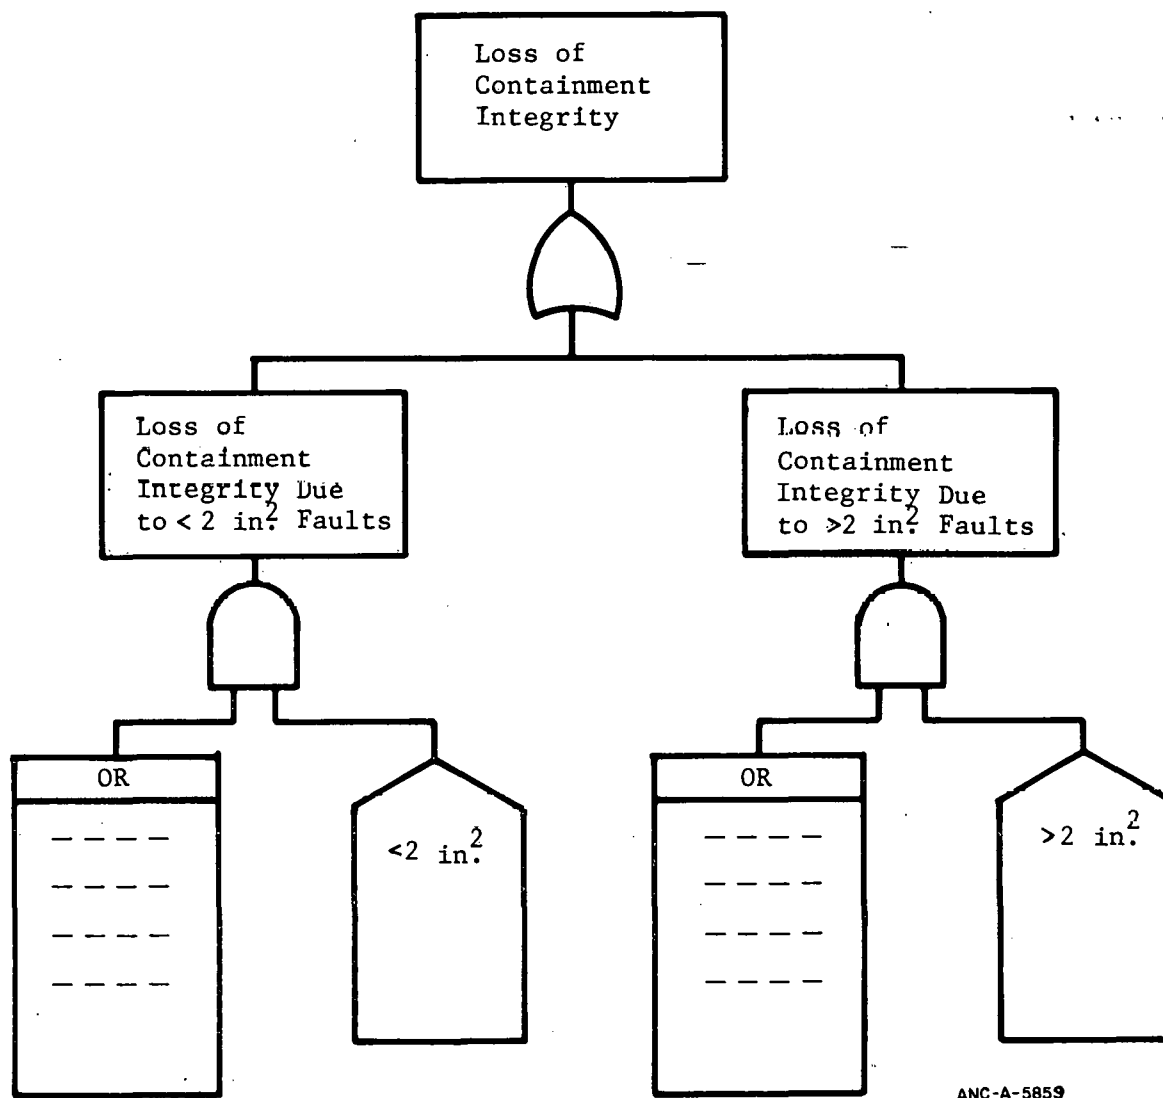 Loss of
Containment
Integrity
Loss of
Containment
Integrity Due
to < 2 in.² Faults
Loss of
Containment
Integrity Due
to >2 in.² Faults
OR
<2 in.²
OR
>2 in.²
ANC-A-5859